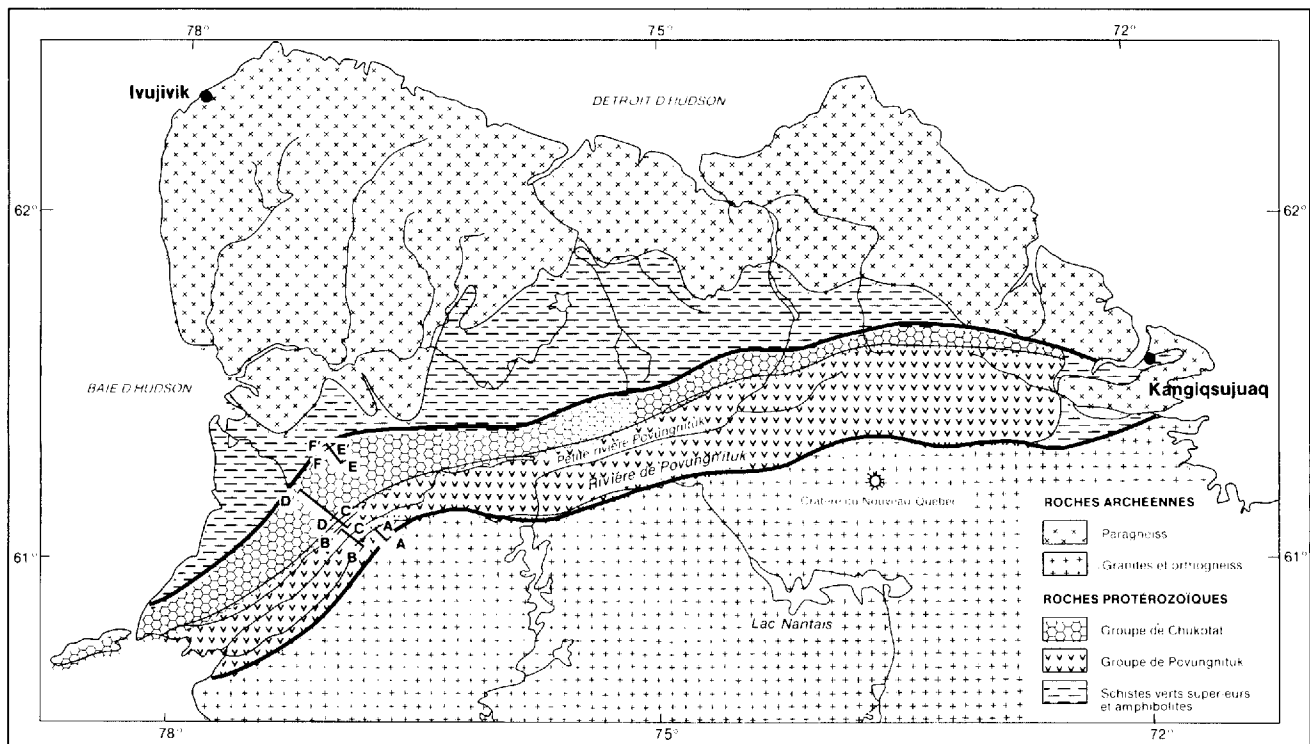 78° 75° 72°
Ivujivik
DETROIT D'HUDSON
62° 62°
BAIE D'HUDSON
Kangiqsujuaq
Petite rivière Povungnituk
Rivière de Povungnituk
F' E'
F E
D
C'
D C A'
B' A
B
Cratère du Nouveau-Québec
Lac Nantais
61° 61°
ROCHES ARCHÉENNES
Paragneiss
Granites et orthogneiss
ROCHES PROTÉROZOÏQUES
Groupe de Chukotat
Groupe de Povungnituk
Schistes verts supérieurs
et amphibolites
78° 75° 72°